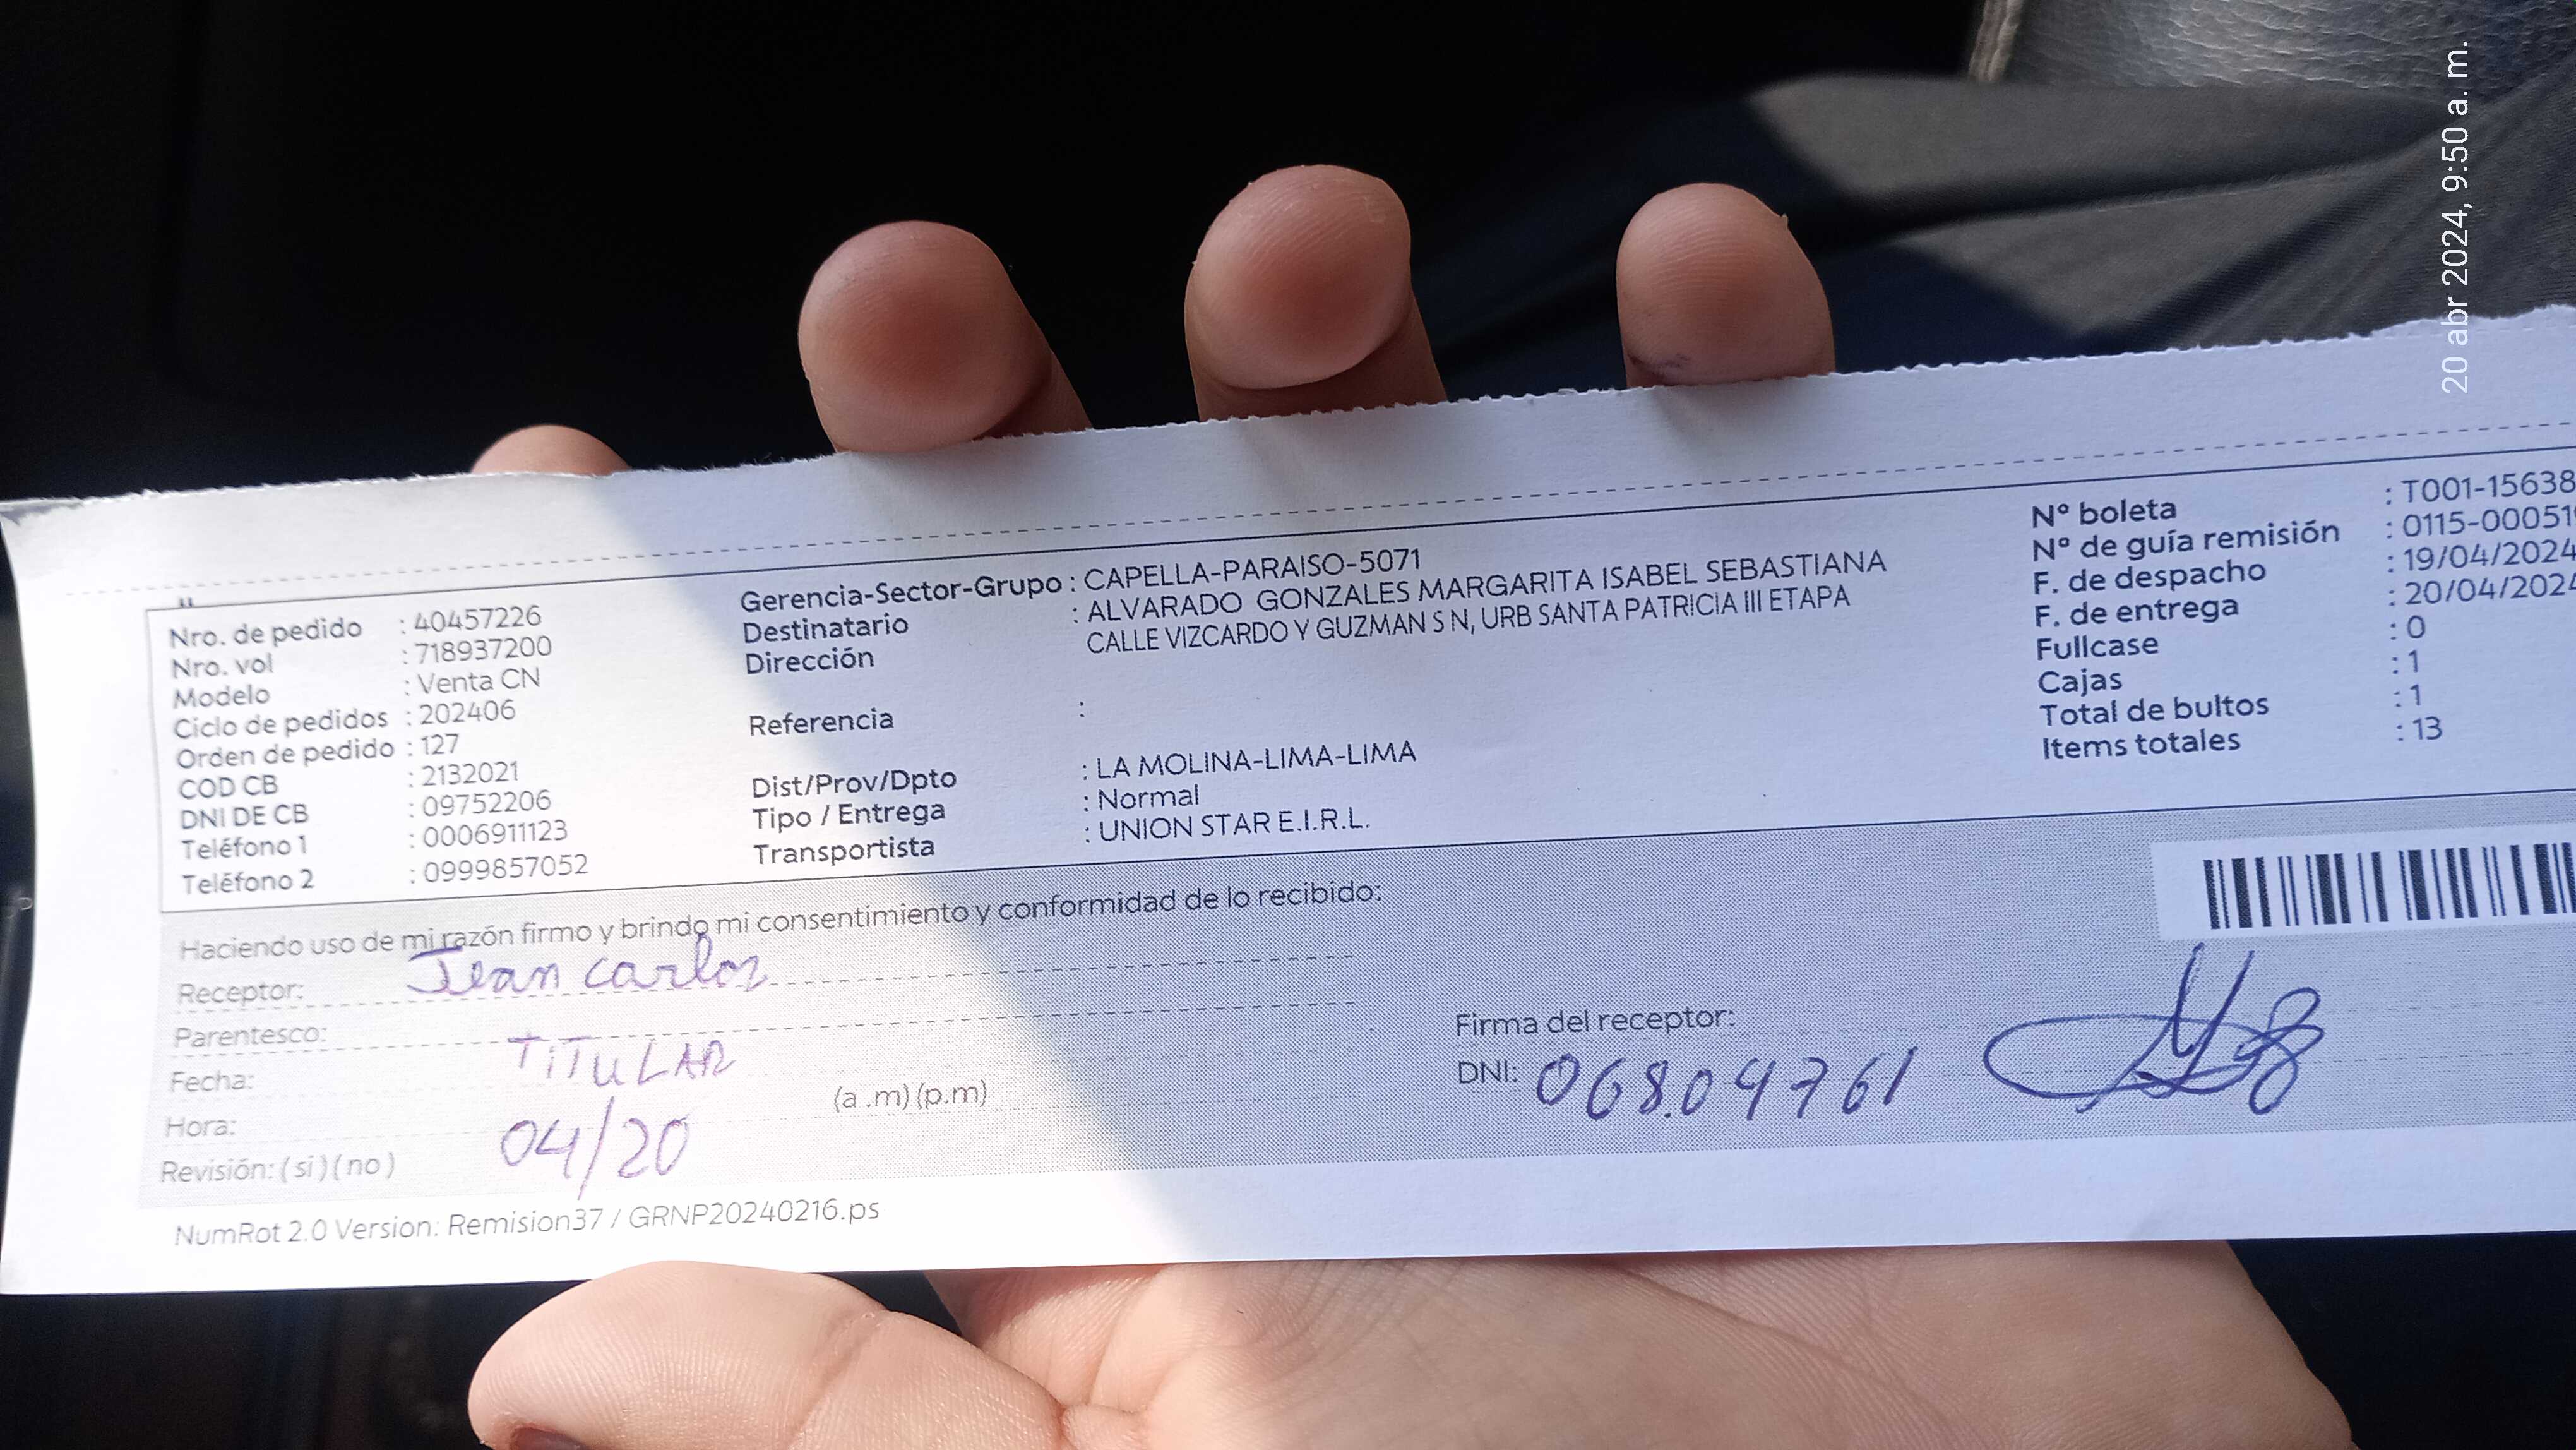 20 abr 2024, 9:50 a. m.
Nro. de pedido : 40457226
Nro. vol : 718937200
Modelo : Venta CN
Ciclo de pedidos : 202406
Orden de pedido : 127
COD CB : 2132021
DNI DE CB : 09752206
Teléfono 1 : 0006911123
Teléfono 2 : 0999857052
Gerencia-Sector-Grupo : CAPELLA-PARAISO-5071
Destinatario : ALVARADO GONZALES MARGARITA ISABEL SEBASTIANA
Dirección CALLE VIZCARDO Y GUZMAN S N, URB SANTA PATRICIA III ETAPA
Referencia :
Dist/Prov/Dpto : LA MOLINA-LIMA-LIMA
Tipo / Entrega : Normal
Transportista : UNION STAR E.I.R.L.
N° boleta : T001-15638
N° de guía remisión : 0115-00051
F. de despacho : 19/04/2024
F. de entrega : 20/04/2024
Fullcase : 0
Cajas : 1
Total de bultos : 1
Items totales : 13
Haciendo uso de mi razón firmo y brindo mi consentimiento y conformidad de lo recibido:
Receptor: Jean carlos
Parentesco: TiTuLAR
Fecha: 04/20
Hora: (a .m) (p.m)
Revisión: ( si ) ( no )
Firma del receptor:
DNI: 068.04761
NumRot 2.0 Version: Remision37 / GRNP20240216.ps